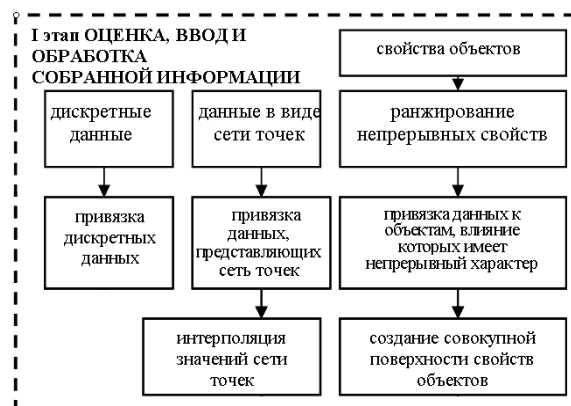 I этап ОЦЕНКА, ВВОД И
ОБРАБОТКА
СОБРАННОЙ ИНФОРМАЦИИ
свойства объектов
дискретные
данные
данные в виде
сети точек
ранжирование
непрерывных свойств
привязка
дискретных
данных
привязка
данных,
представляющих
сеть точек
привязка данных к
объектам, влияние
которых имеет
непрерывный характер
интерполяция
значений сети
точек
создание совокупной
поверхности свойств
объектов